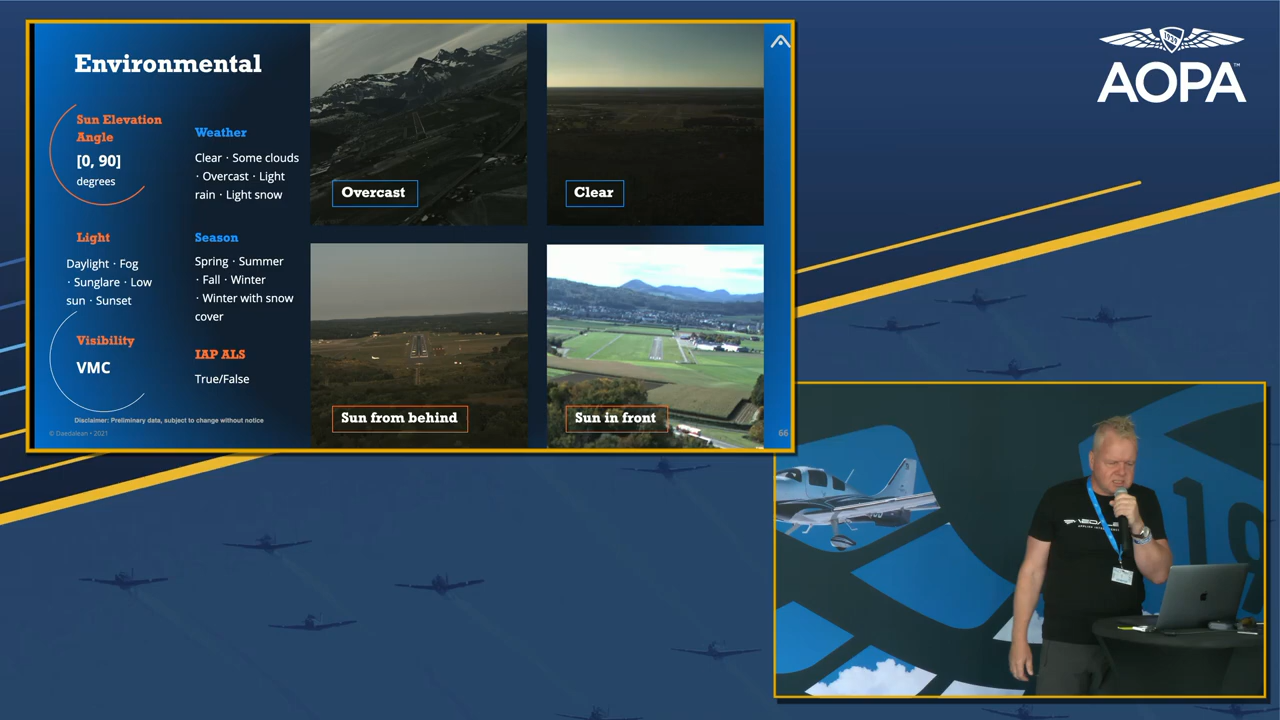 Environmental
Sun Elevation
Angle
[0, 90]
degrees
Weather
Clear · Some clouds
· Overcast · Light
rain · Light snow
Light
Daylight · Fog
· Sunglare · Low
sun · Sunset
Season
Spring · Summer
· Fall · Winter
· Winter with snow
cover
Visibility
VMC
IAP ALS
True/False
Disclaimer: Preliminary data, subject to change without notice
© Daedalean • 2021
Overcast
Clear
Sun from behind
Sun in front
66
AOPA™